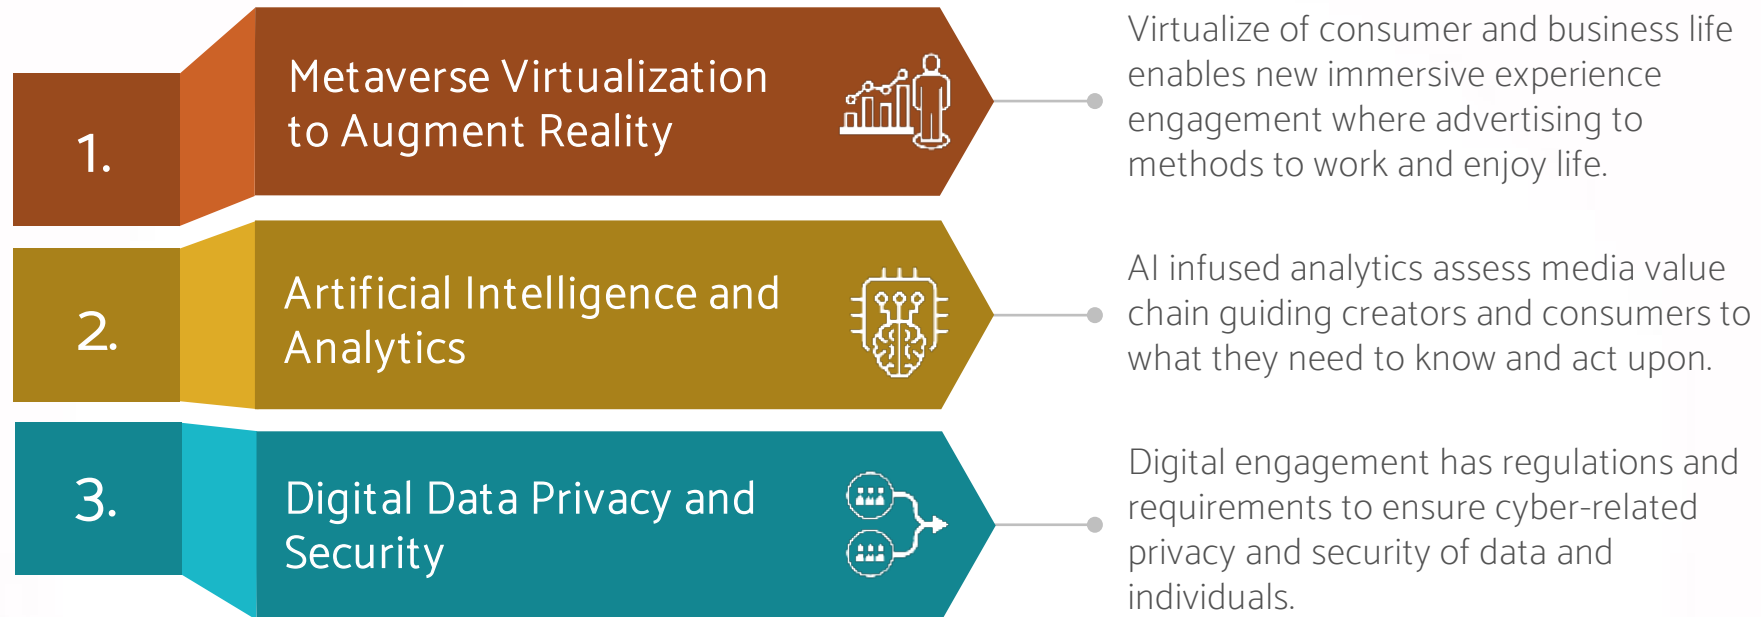 1.
Metaverse Virtualization
to Augment Reality
Virtualize of consumer and business life
enables new immersive experience
engagement where advertising to
methods to work and enjoy life.
2.
Artificial Intelligence and
Analytics
AI infused analytics assess media value
chain guiding creators and consumers to
what they need to know and act upon.
3.
Digital Data Privacy and
Security
Digital engagement has regulations and
requirements to ensure cyber-related
privacy and security of data and
individuals.